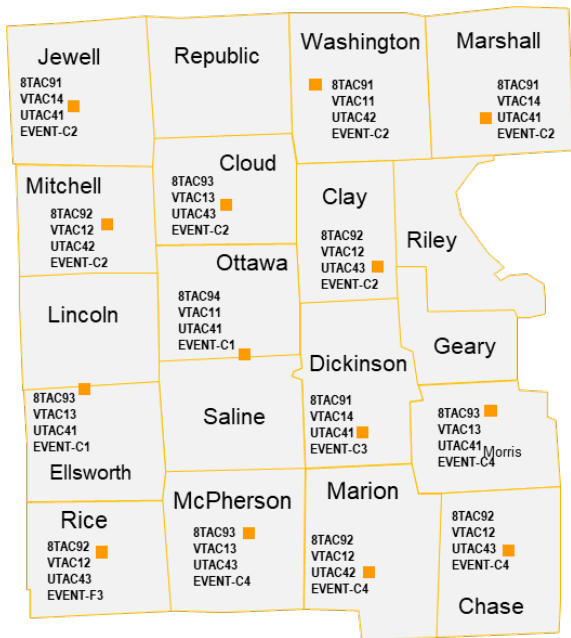 Jewell
8TAC91
VTAC14
UTAC41
EVENT-C2
Republic
Washington
8TAC91
VTAC11
UTAC42
EVENT-C2
Marshall
8TAC91
VTAC14
UTAC41
EVENT-C2
Mitchell
8TAC92
VTAC12
UTAC42
EVENT-C2
Cloud
8TAC93
VTAC13
UTAC43
EVENT-C2
Clay
8TAC92
VTAC12
UTAC43
EVENT-C2
Riley
Lincoln
Ottawa
8TAC94
VTAC11
UTAC41
EVENT-C1
Geary
8TAC93
VTAC13
UTAC41
EVENT-C1
Ellsworth
Saline
Dickinson
8TAC91
VTAC14
UTAC41
EVENT-C3
8TAC93
VTAC13
UTAC41
Morris
EVENT-C4
Rice
8TAC92
VTAC12
UTAC43
EVENT-F3
McPherson
8TAC93
VTAC13
UTAC43
EVENT-C4
Marion
8TAC92
VTAC12
UTAC42
EVENT-C4
8TAC92
VTAC12
UTAC43
EVENT-C4
Chase